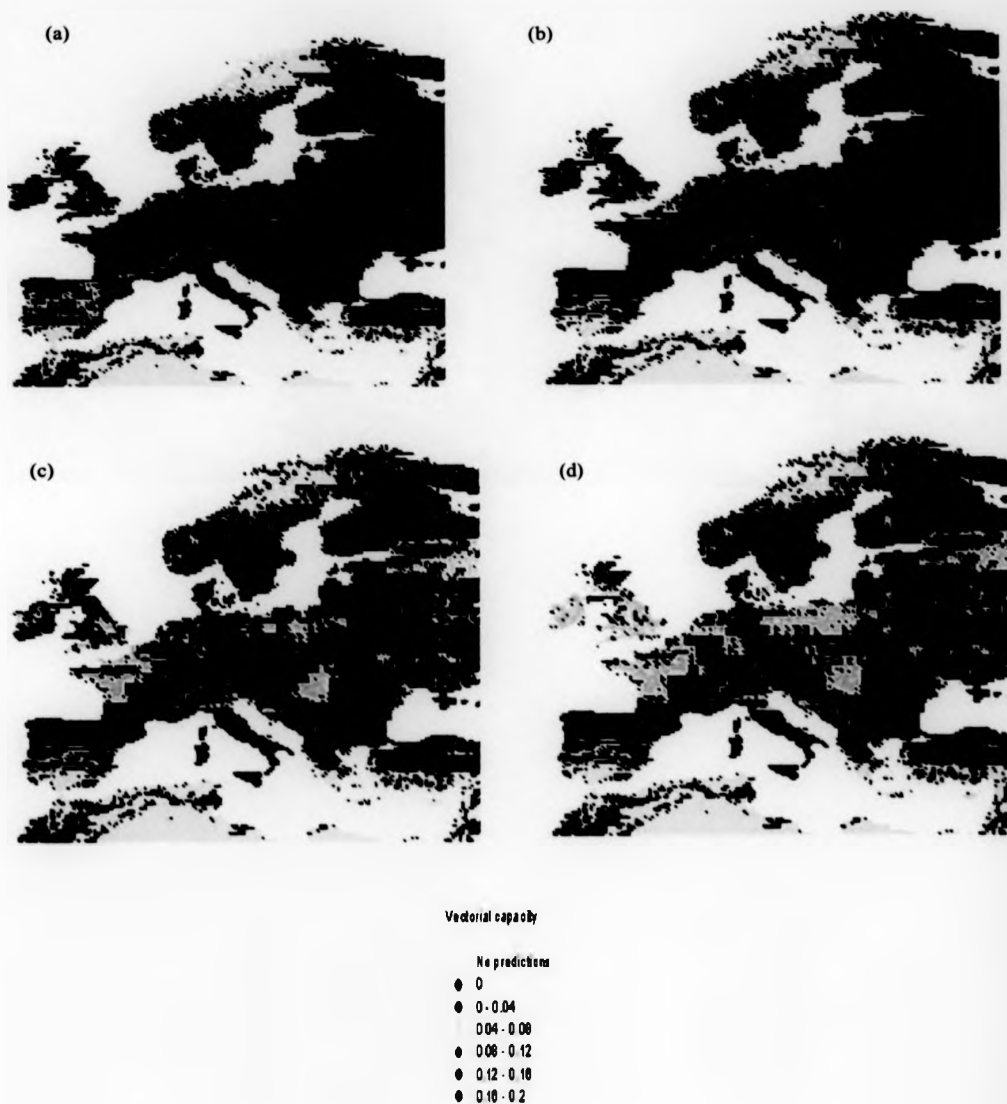 (a)
(b)
(c)
(d)
Vectorial capacity
No predictions
0
0 - 0.04
0.04 - 0.08
0.08 - 0.12
0.12 - 0.16
0.16 - 0.2